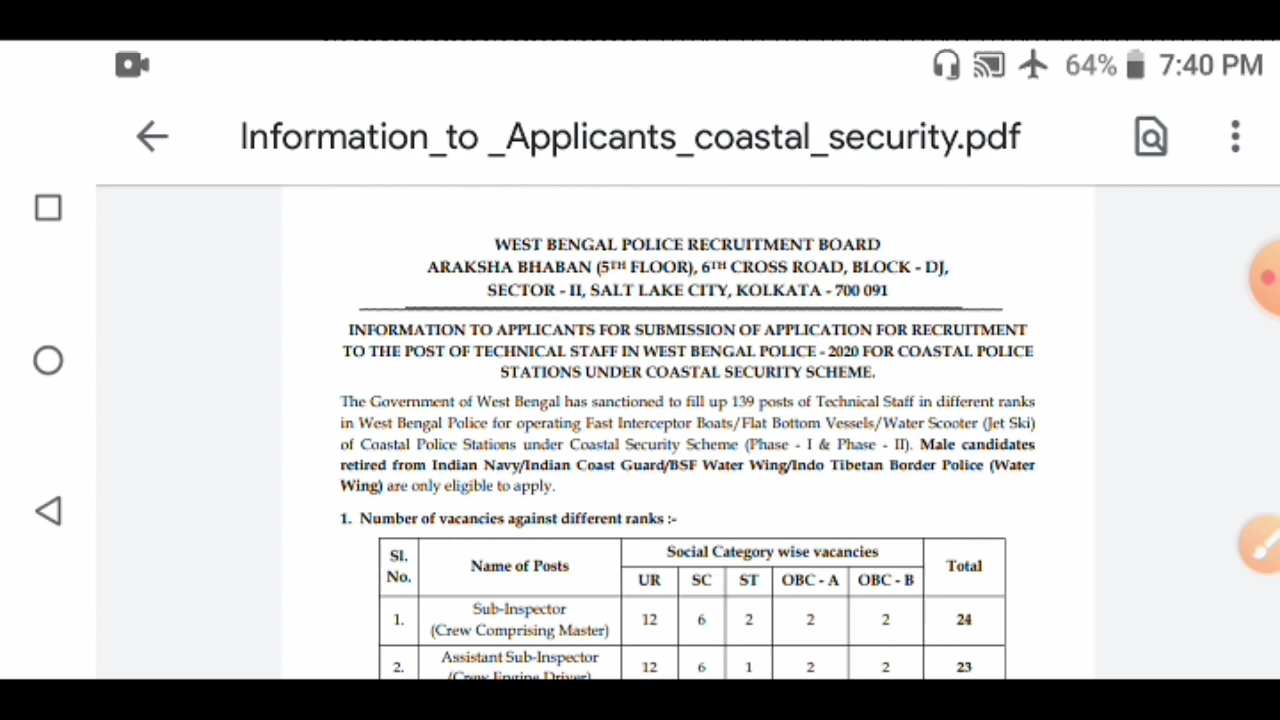 64% 7:40 PM
Information_to _Applicants_coastal_security.pdf
WEST BENGAL POLICE RECRUITMENT BOARD
ARAKSHA BHABAN (5TH FLOOR), 6TH CROSS ROAD, BLOCK - DJ,
SECTOR - II, SALT LAKE CITY, KOLKATA - 700 091
INFORMATION TO APPLICANTS FOR SUBMISSION OF APPLICATION FOR RECRUITMENT
TO THE POST OF TECHNICAL STAFF IN WEST BENGAL POLICE - 2020 FOR COASTAL POLICE
STATIONS UNDER COASTAL SECURITY SCHEME.
The Government of West Bengal has sanctioned to fill up 139 posts of Technical Staff in different ranks
in West Bengal Police for operating Fast Interceptor Boats/Flat Bottom Vessels/Water Scooter (Jet Ski)
of Coastal Police Stations under Coastal Security Scheme (Phase - I & Phase - II). Male candidates
retired from Indian Navy/Indian Coast Guard/BSF Water Wing/Indo Tibetan Border Police (Water
Wing) are only eligible to apply.
1. Number of vacancies against different ranks :-
Sl. No. Name of Posts Social Category wise vacancies Total
UR SC ST OBC - A OBC - B
1. Sub-Inspector (Crew Comprising Master) 12 6 2 2 2 24
2. Assistant Sub-Inspector (Crew Engine Driver) 12 6 1 2 2 23